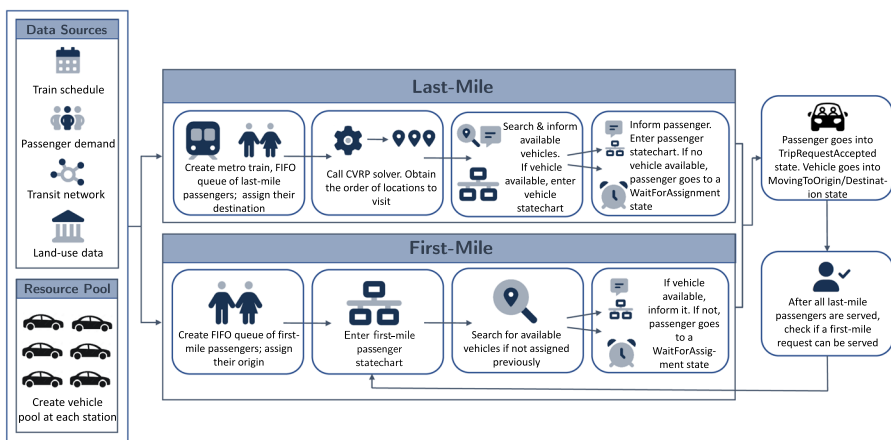 Data Sources
Train schedule
Passenger demand
Transit network
Land-use data
Resource Pool
Create vehicle
pool at each station
Last-Mile
Create metro train, FIFO
queue of last-mile
passengers; assign their
destination
Call CVRP solver. Obtain
the order of locations to
visit
Search & inform
available
vehicles.
If vehicle
available, enter
vehicle
statechart
Inform passenger.
Enter passenger
statechart. If no
vehicle available,
passenger goes to a
WaitForAssignment
state
First-Mile
Create FIFO queue of first-
mile passengers; assign
their origin
Enter first-mile
passenger
statechart
Search for available
vehicles if not assigned
previously
If vehicle
available,
inform it. If not,
passenger goes
to a
WaitForAssig-
ment state
Passenger goes into
TripRequestAccepted
state. Vehicle goes into
MovingToOrigin/Destina-
tion state
After all last-mile
passengers are served,
check if a first-mile
request can be served